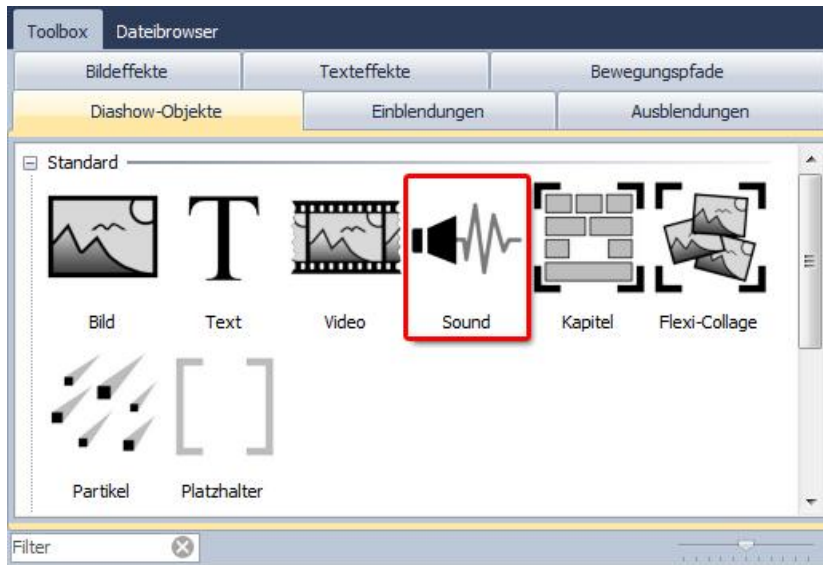 Toolbox Dateibrowser
Bildeffekte Texteffekte Bewegungspfade
Diashow-Objekte Einblendungen Ausblendungen
Standard
Bild Text Video Sound Kapitel Flexi-Collage
Partikel Platzhalter
Filter